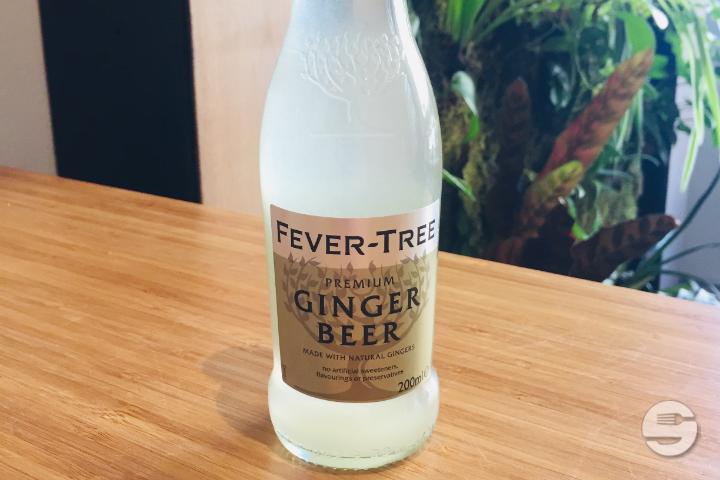 FEVER-TREE
PREMIUM
GINGER
BEER
MADE WITH NATURAL GINGERS
no artificial sweeteners,
flavourings or preservatives
200ml